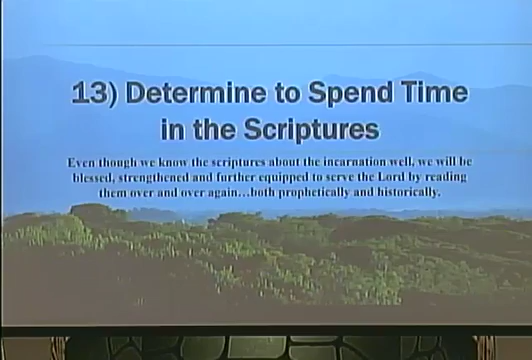 13) Determine to Spend Time
in the Scriptures
Even though we know the scriptures about the incarnation well, we will be
blessed, strengthened and further equipped to serve the Lord by reading
them over and over again...both prophetically and historically.